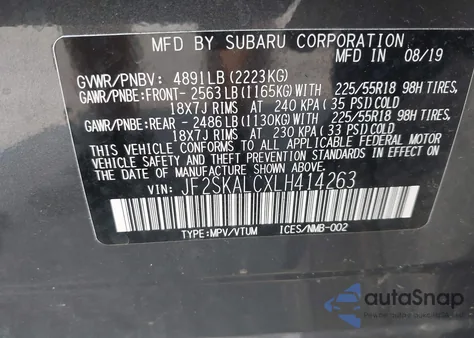 MFD BY SUBARU CORPORATION
MFD IN 08/19
GVWR/PNBV: 4891LB(2223KG)
GAWR/PNBE:FRONT- 2563LB(1165KG)WITH 225/55R18 98H TIRES,
18X7J RIMS AT 240 KPA(35 PSI)COLD
GAWR/PNBE:REAR - 2486LB(1130KG)WITH 225/55R18 98H TIRES,
18X7J RIMS AT 230 KPA(33 PSI)COLD
THIS VEHICLE CONFORMS TO ALL APPLICABLE FEDERAL MOTOR
VEHICLE SAFETY AND THEFT PREVENTION STANDARDS IN
EFFECT ON THE DATE OF MANUFACTURE SHOWN ABOVE.
VIN: JF2SKALCXLH414263
TYPE:MPV/VTUM ICES/NMB-002
autoSnap